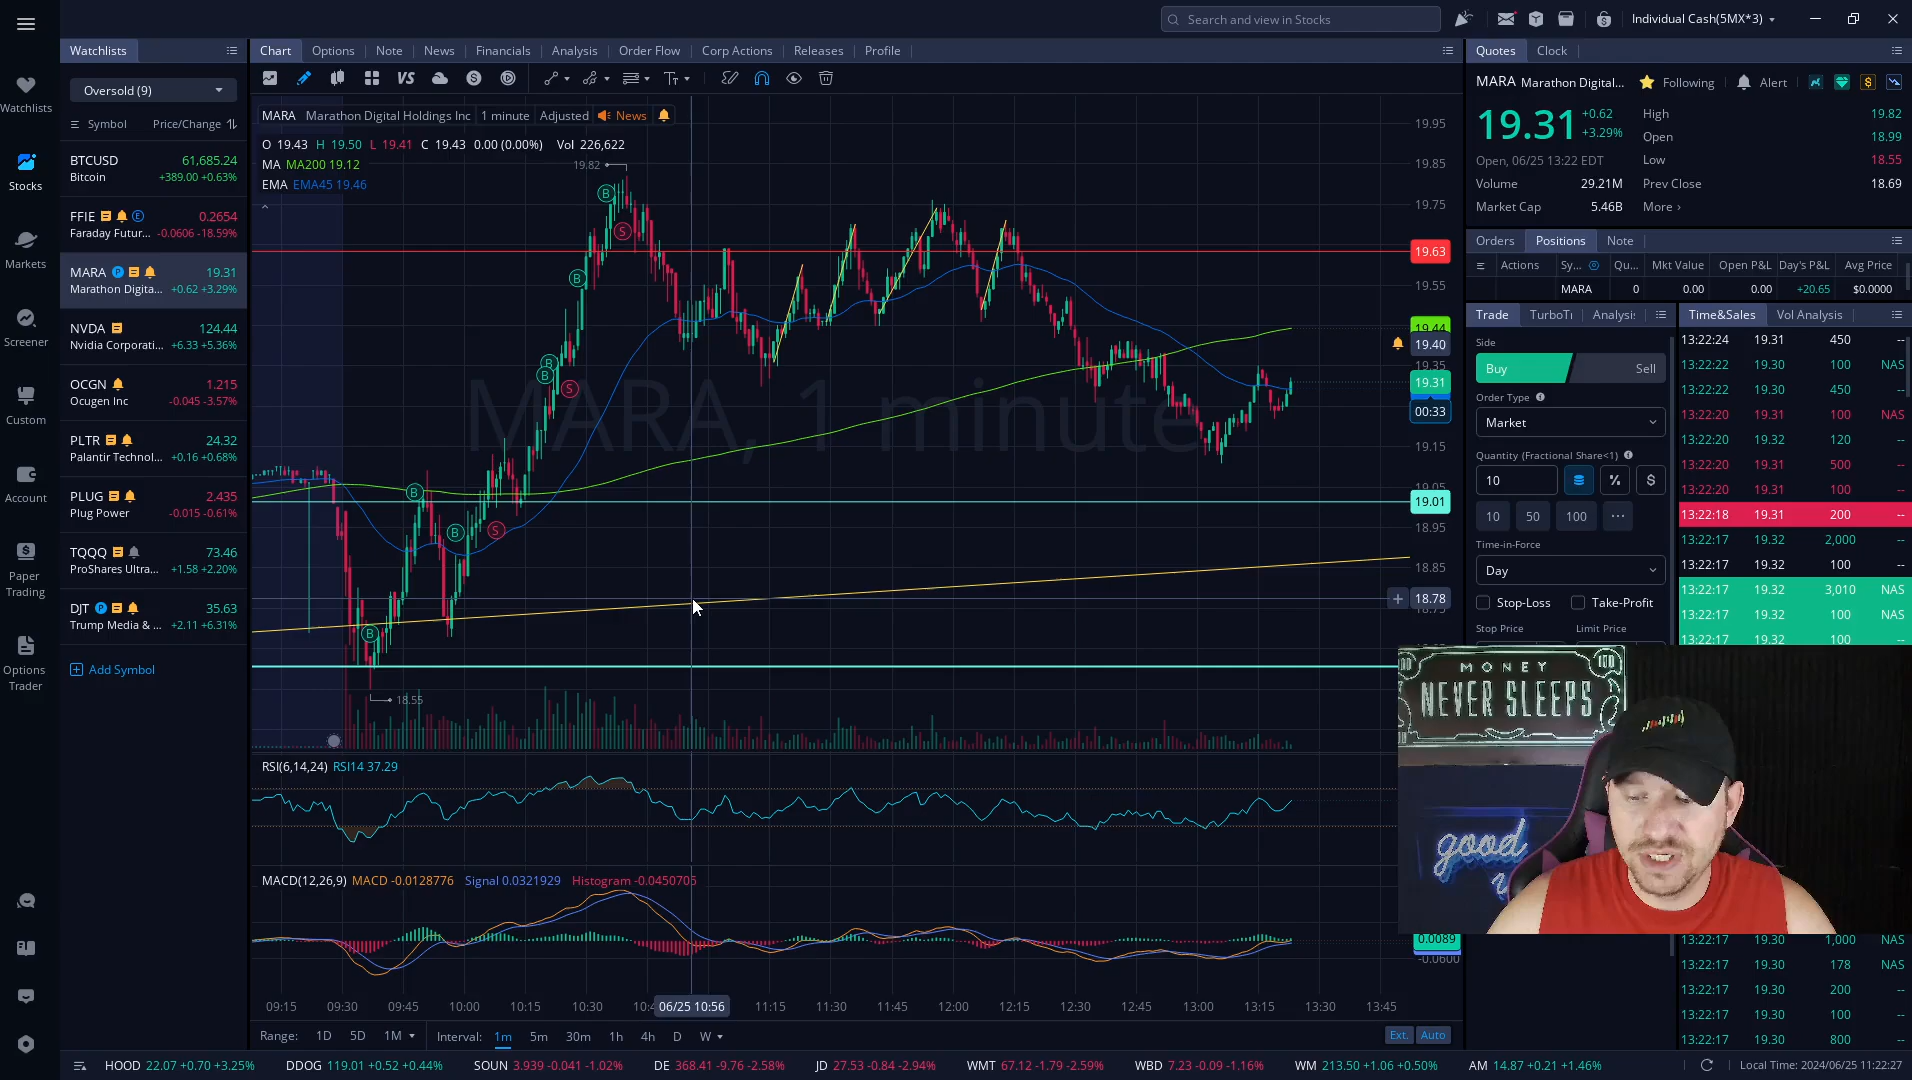 Search and view in Stocks
Individual Cash(5MX*3)
Watchlists
Stocks
Markets
Screener
Custom
Account
Paper
Trading
Options
Trader
Watchlists
Oversold (9)
Symbol Price/Change
BTCUSD 61,685.24
Bitcoin +389.00 +0.63%
FFIE E 0.2654
Faraday Futur... -0.0606 -18.59%
MARA P 19.31
Marathon Digita... +0.62 +3.29%
NVDA 124.44
Nvidia Corporati... +6.33 +5.36%
OCGN 1.215
Ocugen Inc -0.045 -3.57%
PLTR 24.32
Palantir Technol... +0.16 +0.68%
PLUG 2.435
Plug Power -0.015 -0.61%
TQQQ 73.46
ProShares Ultra... +1.58 +2.20%
DJT P 35.63
Trump Media & ... +2.11 +6.31%
Add Symbol
Chart Options Note News Financials Analysis Order Flow Corp Actions Releases Profile
VS
MARA Marathon Digital Holdings Inc 1 minute Adjusted News
O 19.43 H 19.50 L 19.41 C 19.43 0.00 (0.00%) Vol 226,622
MA MA200 19.12
EMA EMA45 19.46
19.82
MARA, 1 minute
18.55
19.95
19.85
19.75
19.63
19.55
19.44
19.40
19.35
19.31
00:33
19.15
19.05
19.01
18.95
18.85
18.78
RSI(6,14,24) RSI14 37.29
MACD(12,26,9) MACD -0.0128776 Signal 0.0321929 Histogram -0.0450705
0.0089
-0.0600
09:15 09:30 09:45 10:00 10:15 10:30 06/25 10:56 11:15 11:30 11:45 12:00 12:15 12:30 12:45 13:00 13:15 13:30 13:45
Range: 1D 5D 1M Interval: 1m 5m 30m 1h 4h D W Ext. Auto
Quotes Clock
MARA Marathon Digital... Following Alert
19.31 +0.62 +3.29%
Open, 06/25 13:22 EDT
High 19.82
Open 18.99
Low 18.55
Volume 29.21M Prev Close 18.69
Market Cap 5.46B More
Orders Positions Note
Actions Sy... Qu... Mkt Value Open P&L Day's P&L Avg Price
MARA 0 0.00 0.00 +20.65 $0.0000
Trade TurboTi Analysis
Side
Buy Sell
Order Type
Market
Quantity (Fractional Share<1)
10 % $
10 50 100 ...
Time-in-Force
Day
Stop-Loss Take-Profit
Stop Price Limit Price
Time&Sales Vol Analysis
13:22:24 19.31 450 --
13:22:22 19.30 100 NAS
13:22:22 19.30 450 --
13:22:20 19.31 100 NAS
13:22:20 19.32 120 --
13:22:20 19.30 500 --
13:22:20 19.31 100 --
13:22:18 19.31 200 --
13:22:17 19.32 2,000 --
13:22:17 19.32 100 --
13:22:17 19.32 3,010 NAS
13:22:17 19.32 100 NAS
13:22:17 19.32 100 NAS
MONEY
NEVER SLEEPS
100
good
13:22:17 19.30 1,000 NAS
13:22:17 19.30 178 NAS
13:22:17 19.30 200 --
13:22:17 19.30 100 --
13:22:17 19.30 800 --
HOOD 22.07 +0.70 +3.25% DDOG 119.01 +0.52 +0.44% SOUN 3.939 -0.041 -1.02% DE 368.41 -9.76 -2.58% JD 27.53 -0.84 -2.94% WMT 67.12 -1.79 -2.59% WBD 7.23 -0.09 -1.16% WM 213.50 +1.06 +0.50% AM 14.87 +0.21 +1.46% Local Time: 2024/06/25 11:22:27